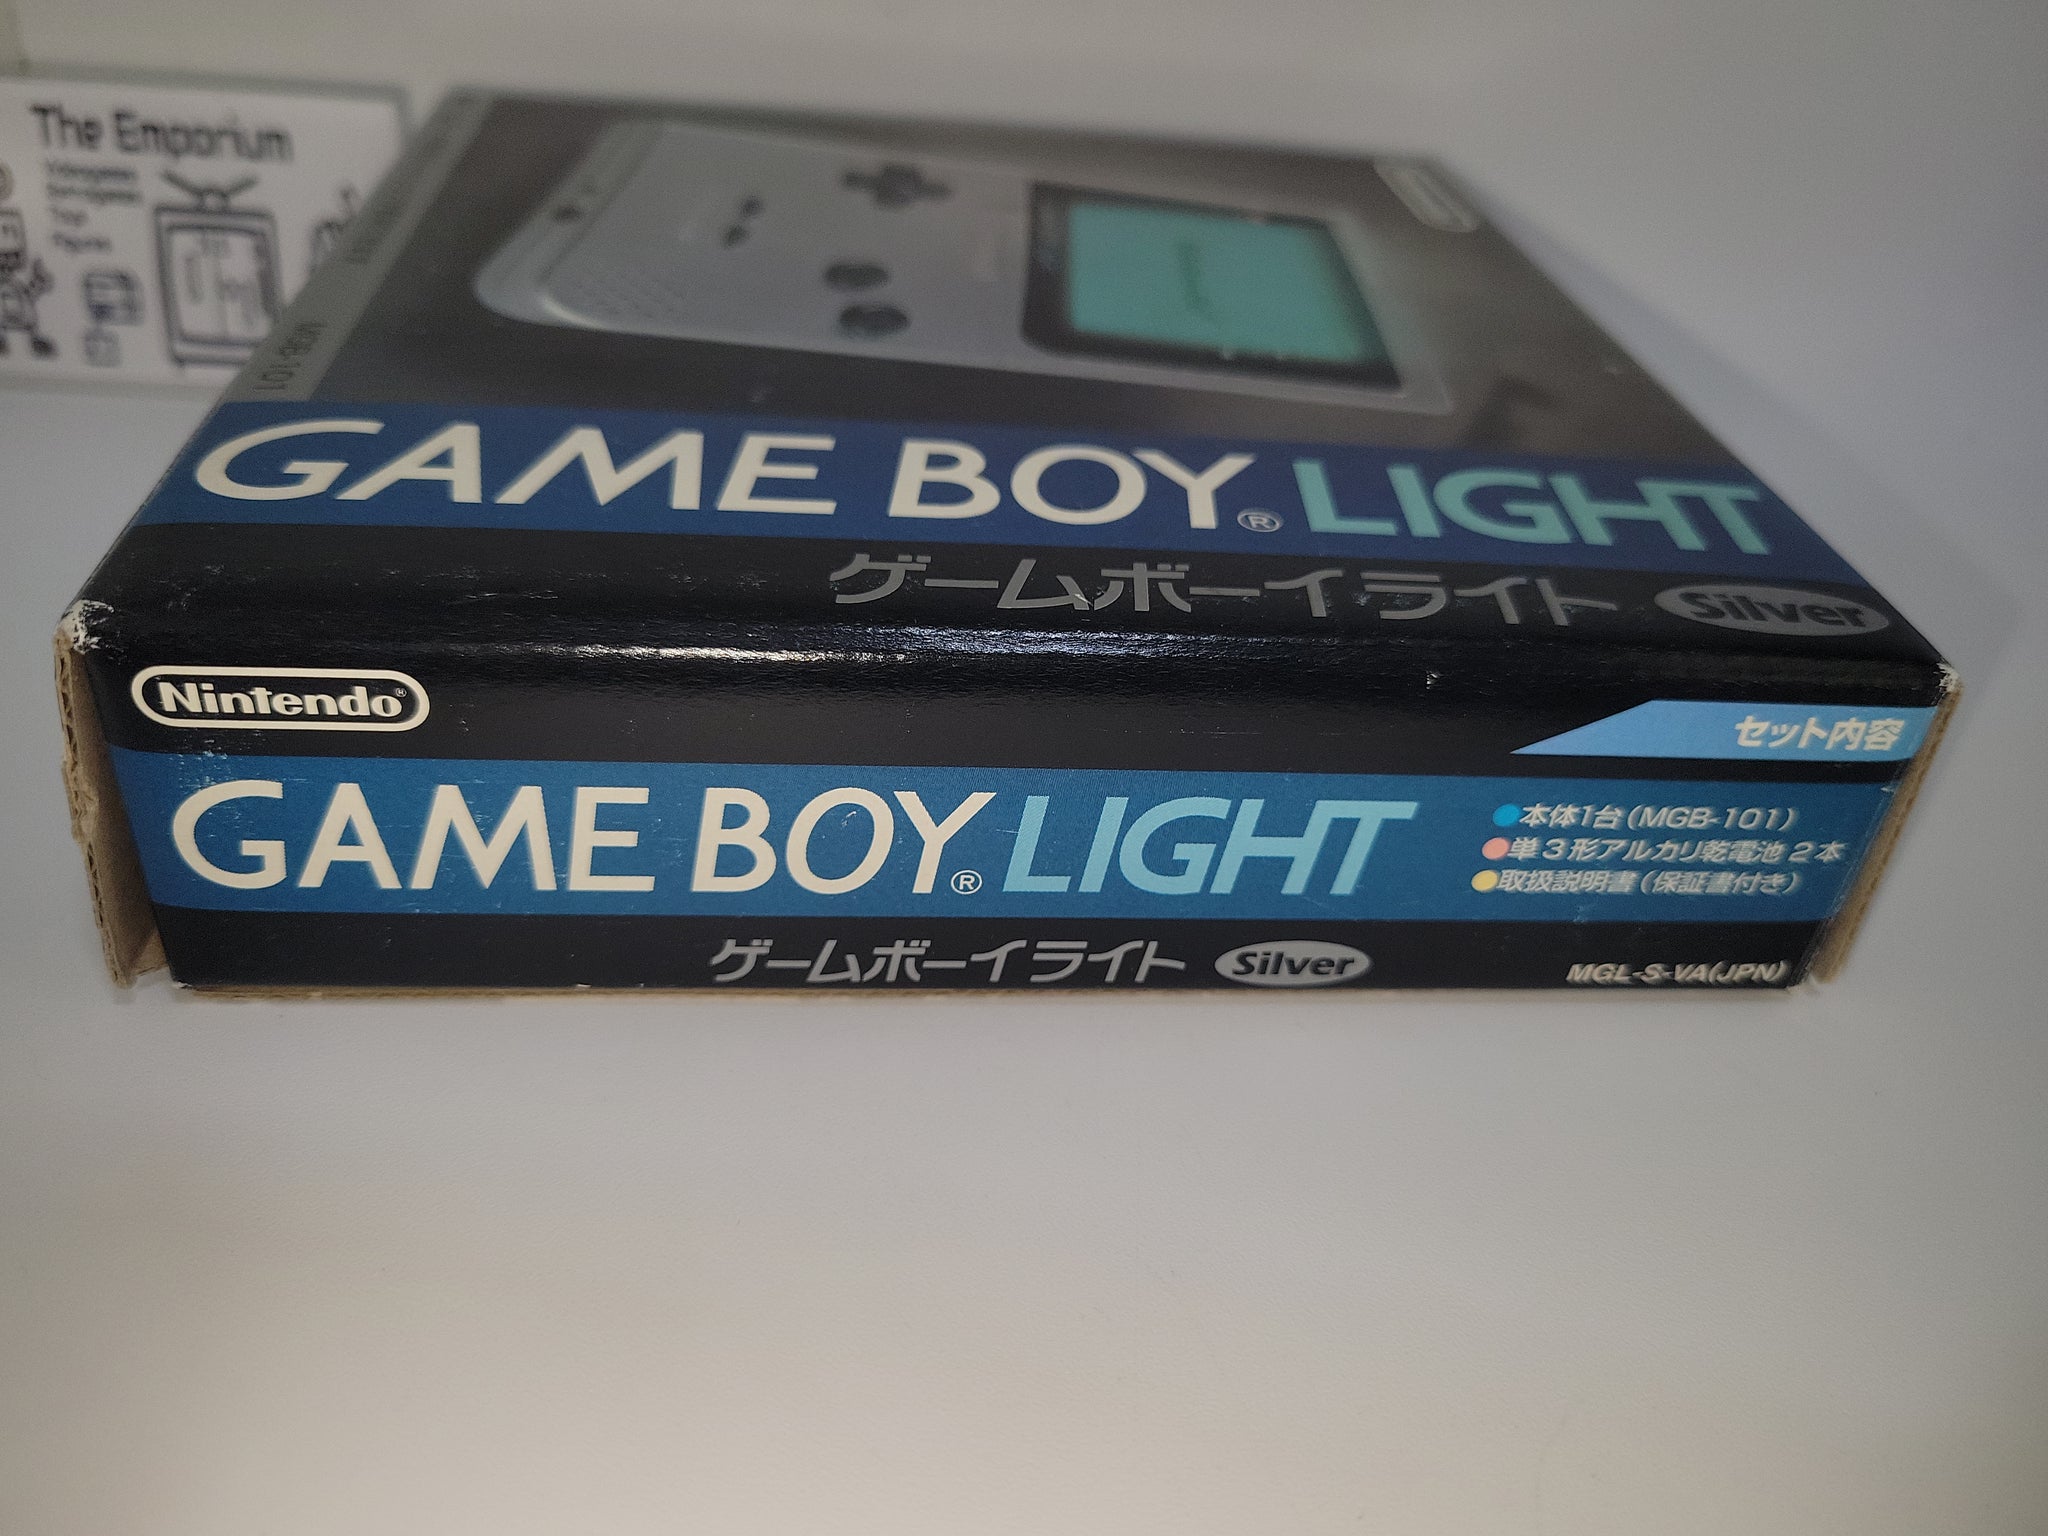 The Emporium
MGB-101
GAME BOY® LIGHT
ゲームボーイライト Silver
Nintendo®
セット内容
GAME BOY® LIGHT
●本体1台(MGB-101)
●単3形アルカリ乾電池2本
●取扱説明書(保証書付き)
ゲームボーイライト Silver
MGL-S-VA(JPN)